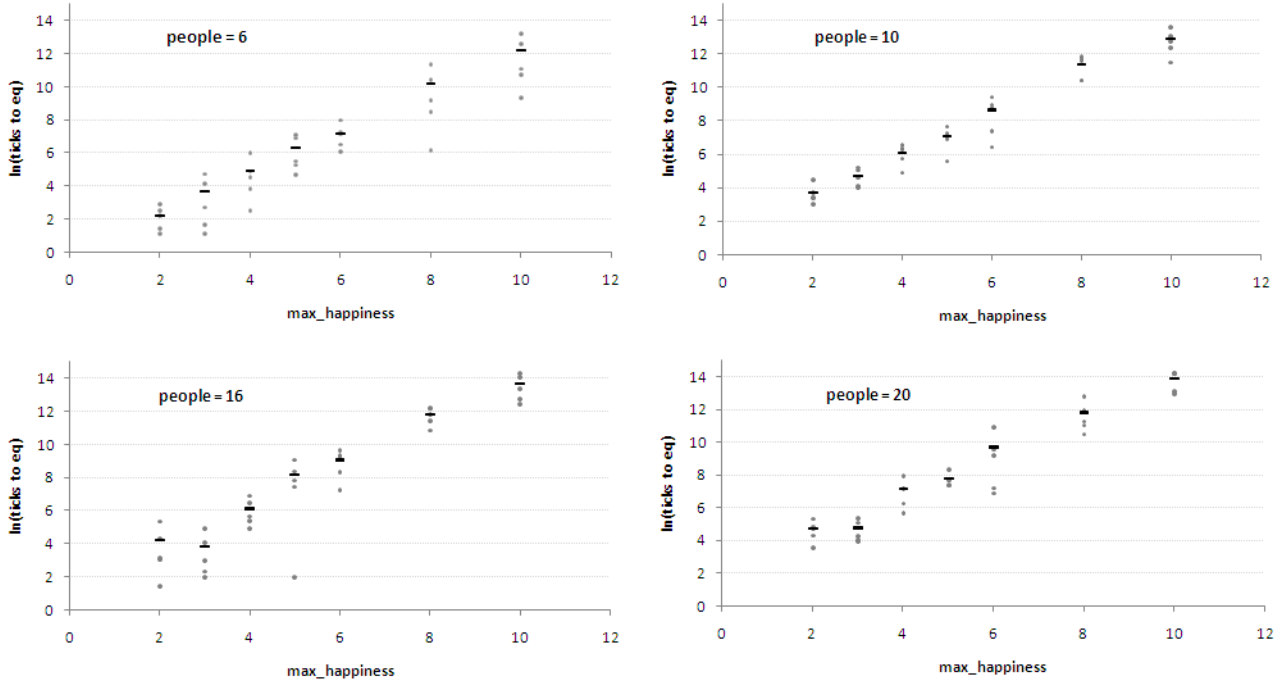 people = 6
ln(ticks to eq)
14
12
10
8
6
4
2
0
0 2 4 6 8 10 12
max_happiness
people = 10
ln(ticks to eq)
14
12
10
8
6
4
2
0
0 2 4 6 8 10 12
max_happiness
people = 16
ln(ticks to eq)
14
12
10
8
6
4
2
0
0 2 4 6 8 10 12
max_happiness
people = 20
ln(ticks to eq)
14
12
10
8
6
4
2
0
0 2 4 6 8 10 12
max_happiness